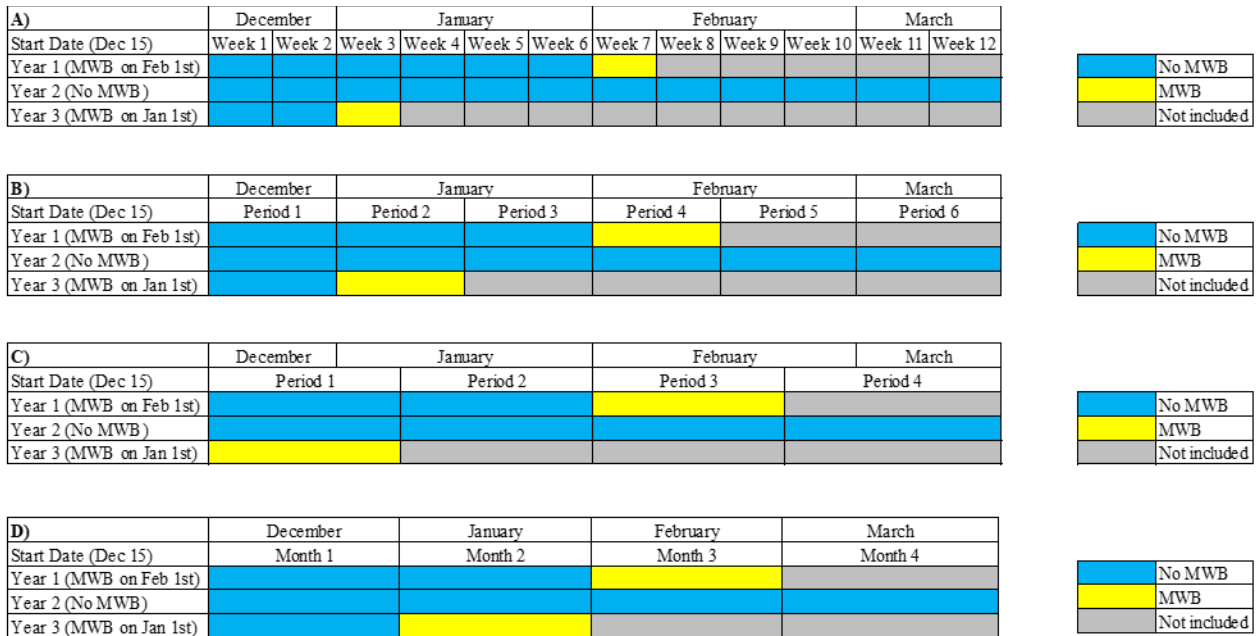 A) December January February March
Start Date (Dec 15) Week 1 Week 2 Week 3 Week 4 Week 5 Week 6 Week 7 Week 8 Week 9 Week 10 Week 11 Week 12
Year 1 (MWB on Feb 1st) No MWB
Year 2 (No MWB) MWB
Year 3 (MWB on Jan 1st) Not included
B) December January February March
Start Date (Dec 15) Period 1 Period 2 Period 3 Period 4 Period 5 Period 6
Year 1 (MWB on Feb 1st) No MWB
Year 2 (No MWB) MWB
Year 3 (MWB on Jan 1st) Not included
C) December January February March
Start Date (Dec 15) Period 1 Period 2 Period 3 Period 4
Year 1 (MWB on Feb 1st) No MWB
Year 2 (No MWB) MWB
Year 3 (MWB on Jan 1st) Not included
D) December January February March
Start Date (Dec 15) Month 1 Month 2 Month 3 Month 4
Year 1 (MWB on Feb 1st) No MWB
Year 2 (No MWB) MWB
Year 3 (MWB on Jan 1st) Not included